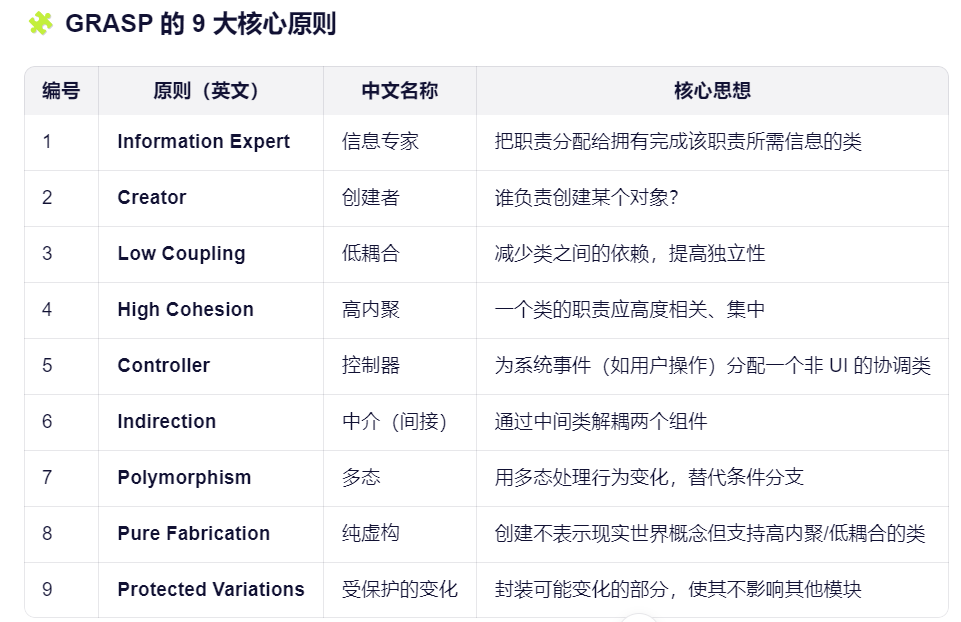 GRASP 的 9 大核心原则
编号 原则（英文） 中文名称 核心思想
1 Information Expert 信息专家 把职责分配给拥有完成该职责所需信息的类
2 Creator 创建者 谁负责创建某个对象？
3 Low Coupling 低耦合 减少类之间的依赖，提高独立性
4 High Cohesion 高内聚 一个类的职责应高度相关、集中
5 Controller 控制器 为系统事件（如用户操作）分配一个非 UI 的协调类
6 Indirection 中介（间接） 通过中间类解耦两个组件
7 Polymorphism 多态 用多态处理行为变化，替代条件分支
8 Pure Fabrication 纯虚构 创建不表示现实世界概念但支持高内聚/低耦合的类
9 Protected Variations 受保护的变化 封装可能变化的部分，使其不影响其他模块